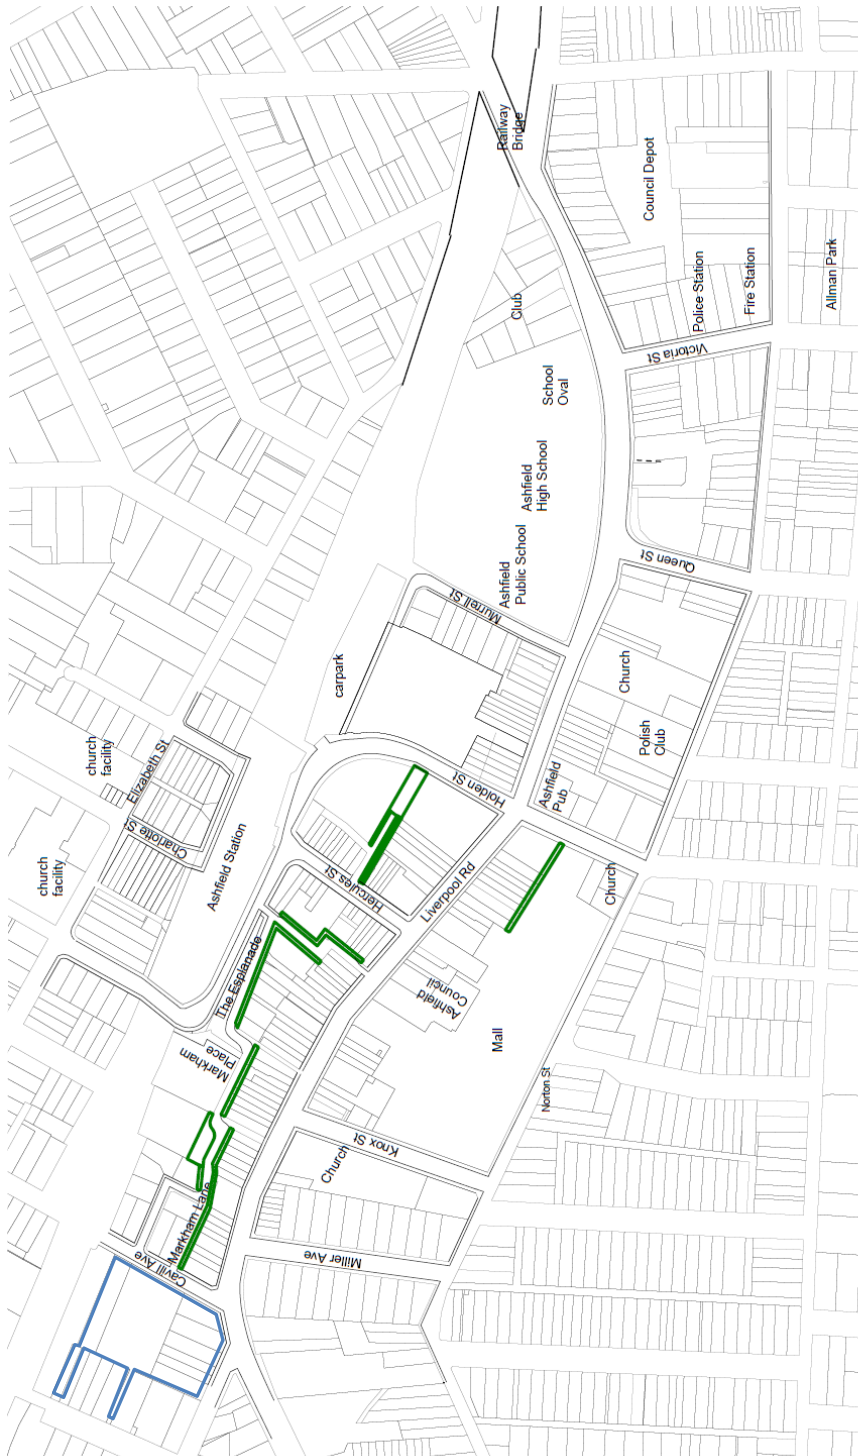 Railway
Bridge
Council Depot
Club
Police Station
Fire Station
Allman Park
Victoria St
School
Oval
Ashfield
High School
Ashfield
Public School
Queen St
Murrell St
carpark
Church
Polish
Club
church
facility
Elizabeth St
Charlotte St
church
facility
Ashfield Station
Holden St
Ashfield
Pub
Hercules St
Liverpool Rd
Church
The Esplanade
Ashfield
Council
Mall
Markham
Place
Norton St
Knox St
Church
Markham Lane
Miller Ave
Cavill Ave